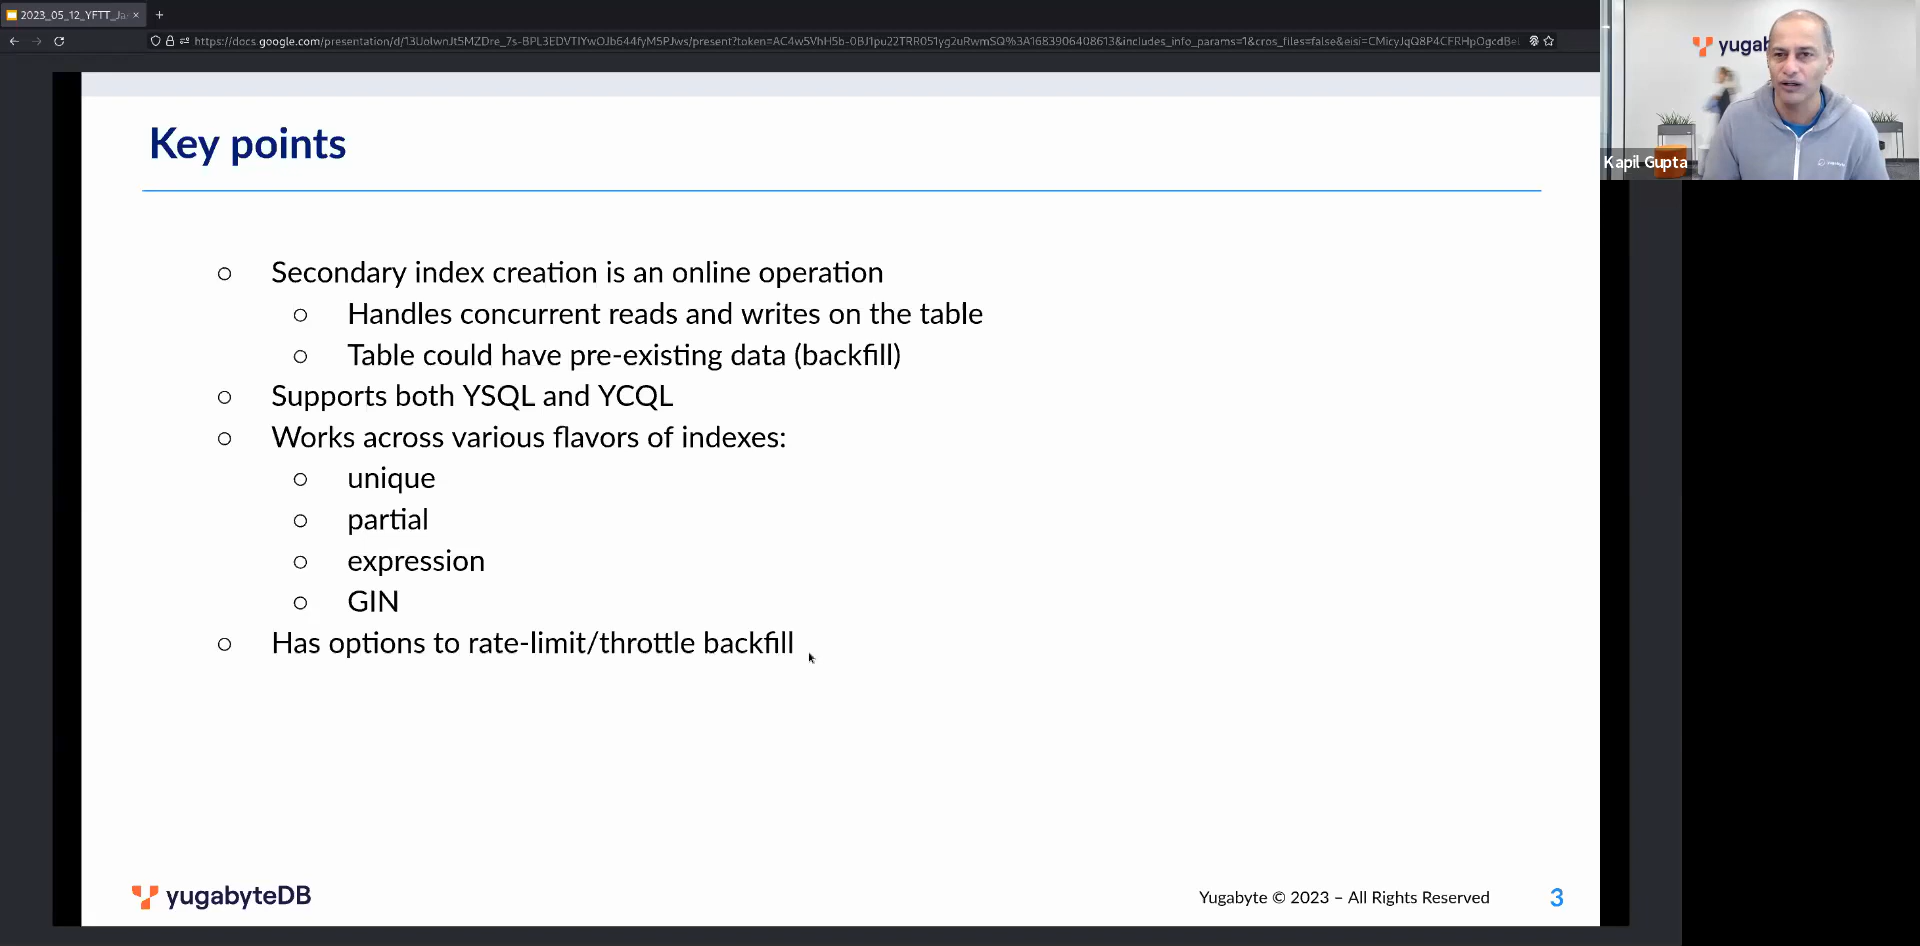 2023_05_12_YFTT_Ja
yugab
Key points
Kapil Gupta
Secondary index creation is an online operation
Handles concurrent reads and writes on the table
Table could have pre-existing data (backfill)
Supports both YSQL and YCQL
Works across various flavors of indexes:
unique
partial
expression
GIN
Has options to rate-limit/throttle backfill
yugabyteDB
Yugabyte © 2023 – All Rights Reserved
3